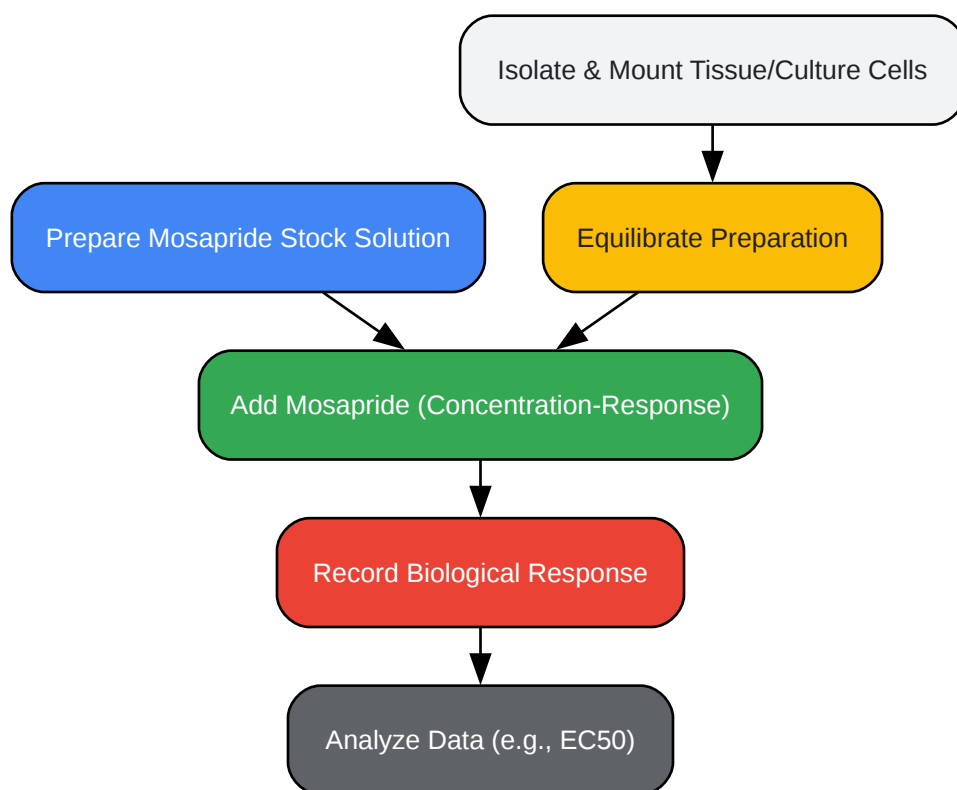 Isolate & Mount Tissue/Culture Cells
Prepare Mosapride Stock Solution
Equilibrate Preparation
Add Mosapride (Concentration-Response)
Record Biological Response
Analyze Data (e.g., EC50)